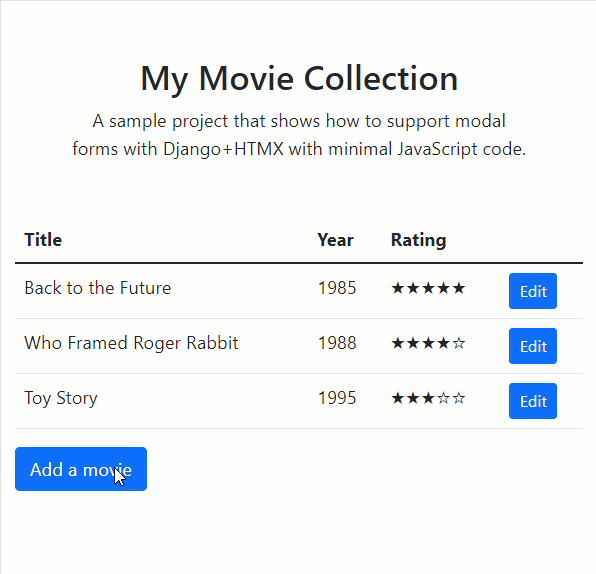 My Movie Collection
A sample project that shows how to support modal
forms with Django+HTMX with minimal JavaScript code.
Title Year Rating
Back to the Future 1985 ★★★★★ Edit
Who Framed Roger Rabbit 1988 ★★★★☆ Edit
Toy Story 1995 ★★★☆☆ Edit
Add a movie